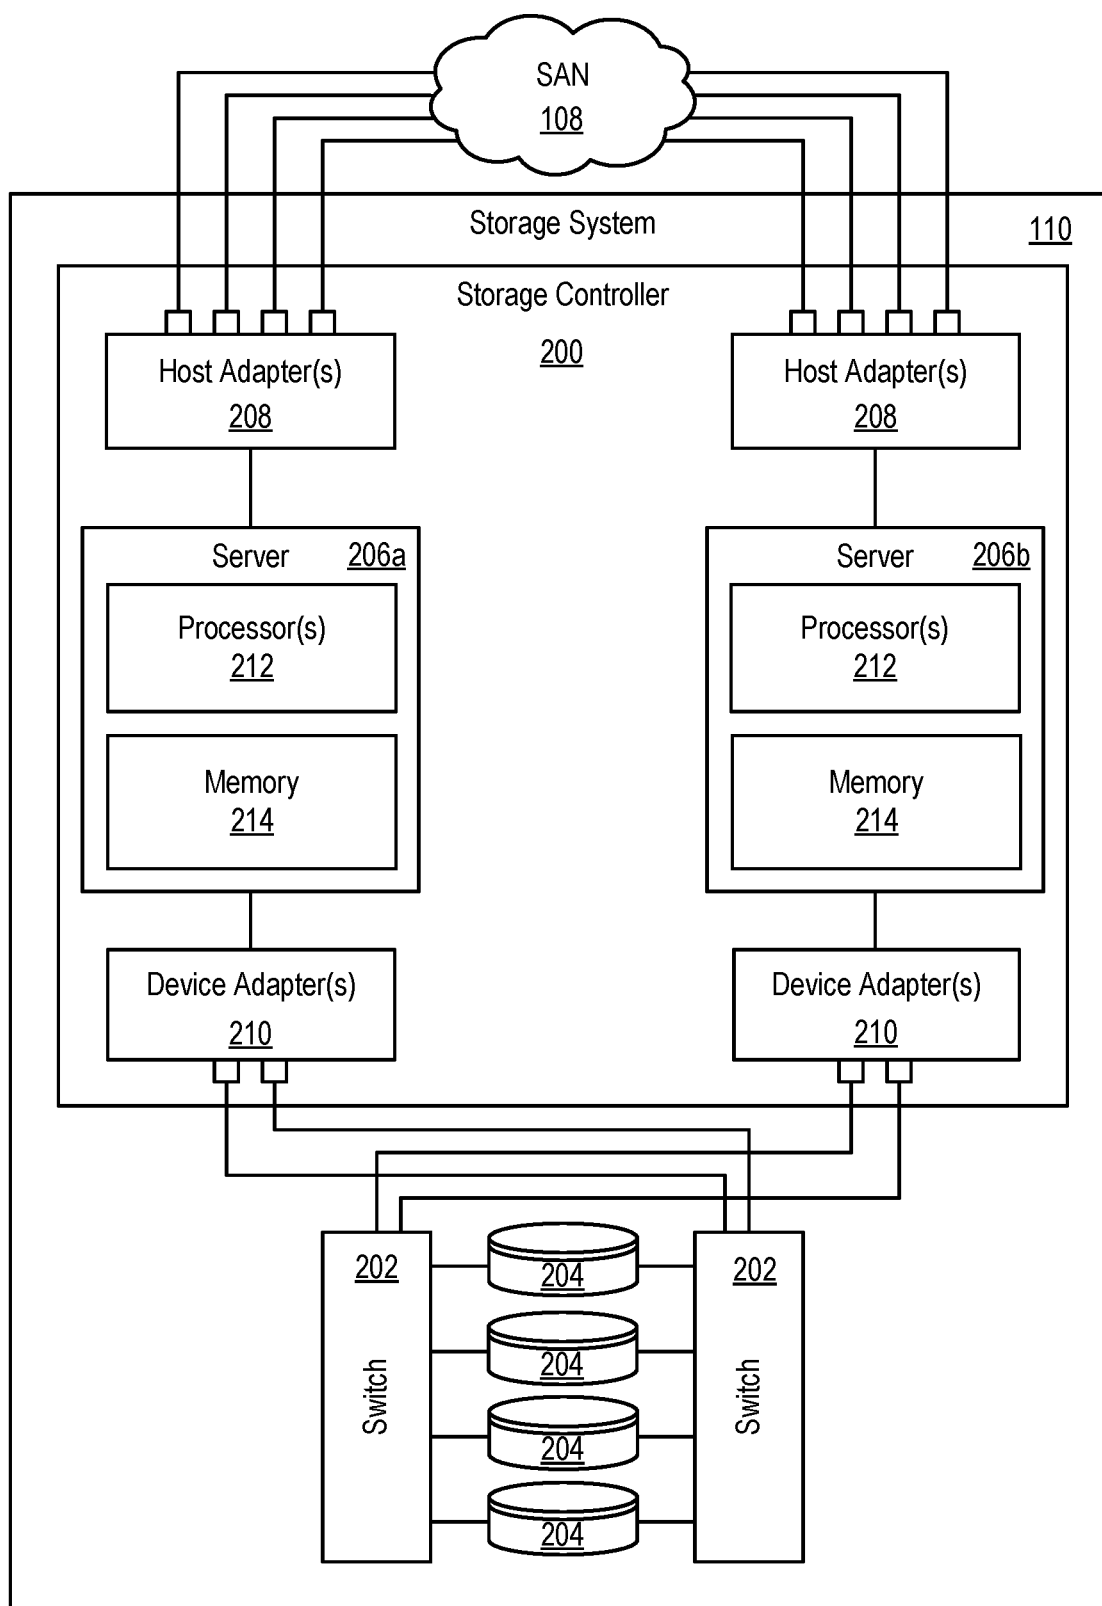 SAN
108
Storage System
110
Storage Controller
200
Host Adapter(s)
208
Host Adapter(s)
208
Server
206a
Server
206b
Processor(s)
212
Processor(s)
212
Memory
214
Memory
214
Device Adapter(s)
210
Device Adapter(s)
210
202
Switch
204
204
204
204
202
Switch